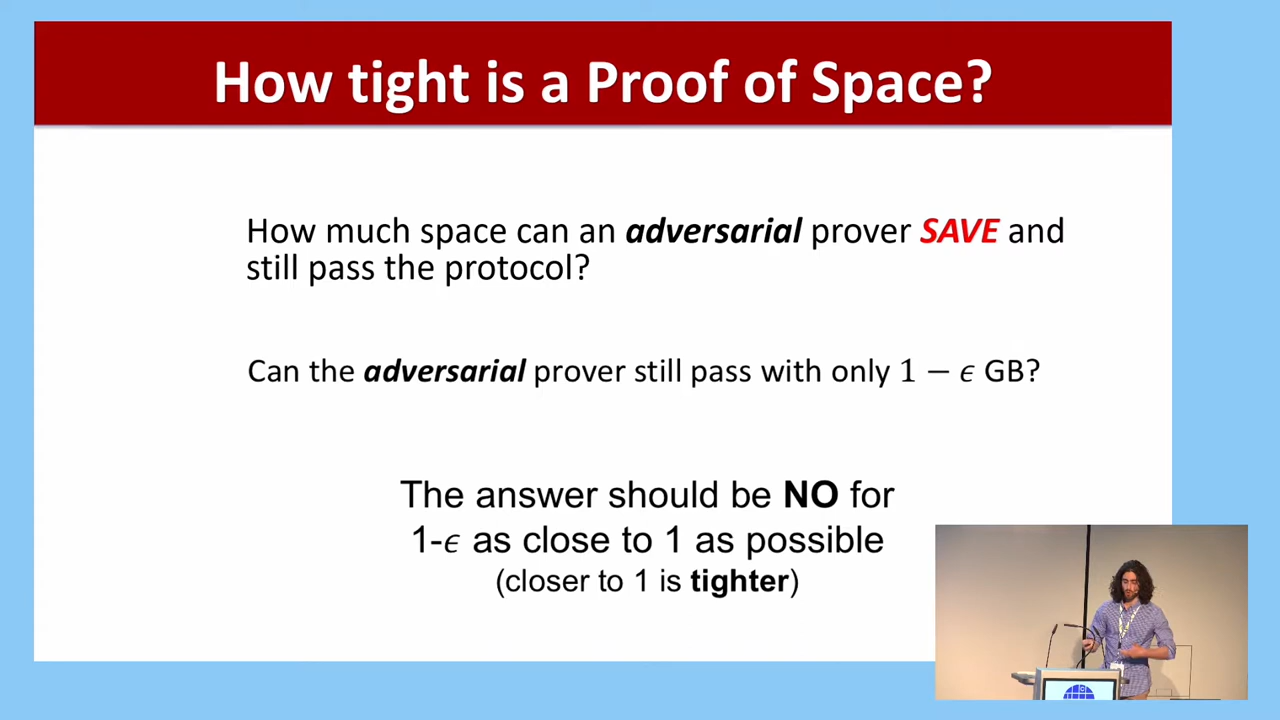 How tight is a Proof of Space?
How much space can an adversarial prover SAVE and
still pass the protocol?
Can the adversarial prover still pass with only 1 − ϵ GB?
The answer should be NO for
1-ϵ as close to 1 as possible
(closer to 1 is tighter)